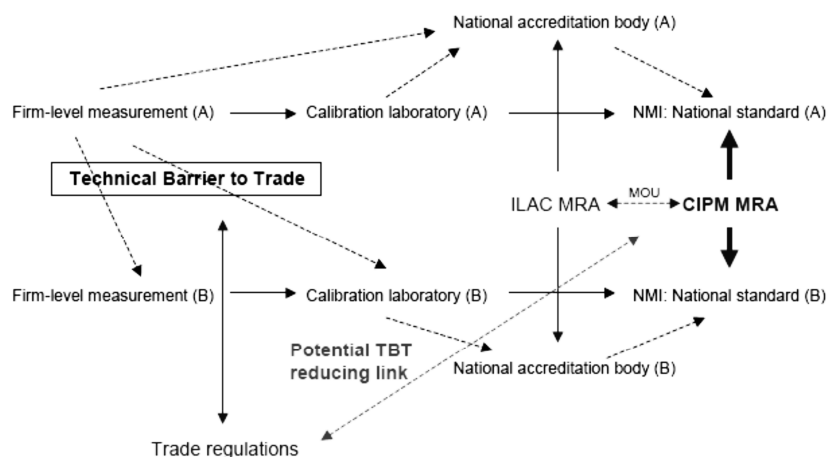 National accreditation body (A)
Firm-level measurement (A)
Calibration laboratory (A)
NMI: National standard (A)
Technical Barrier to Trade
ILAC MRA
MOU
CIPM MRA
Firm-level measurement (B)
Calibration laboratory (B)
NMI: National standard (B)
Potential TBT
reducing link
National accreditation body (B)
Trade regulations